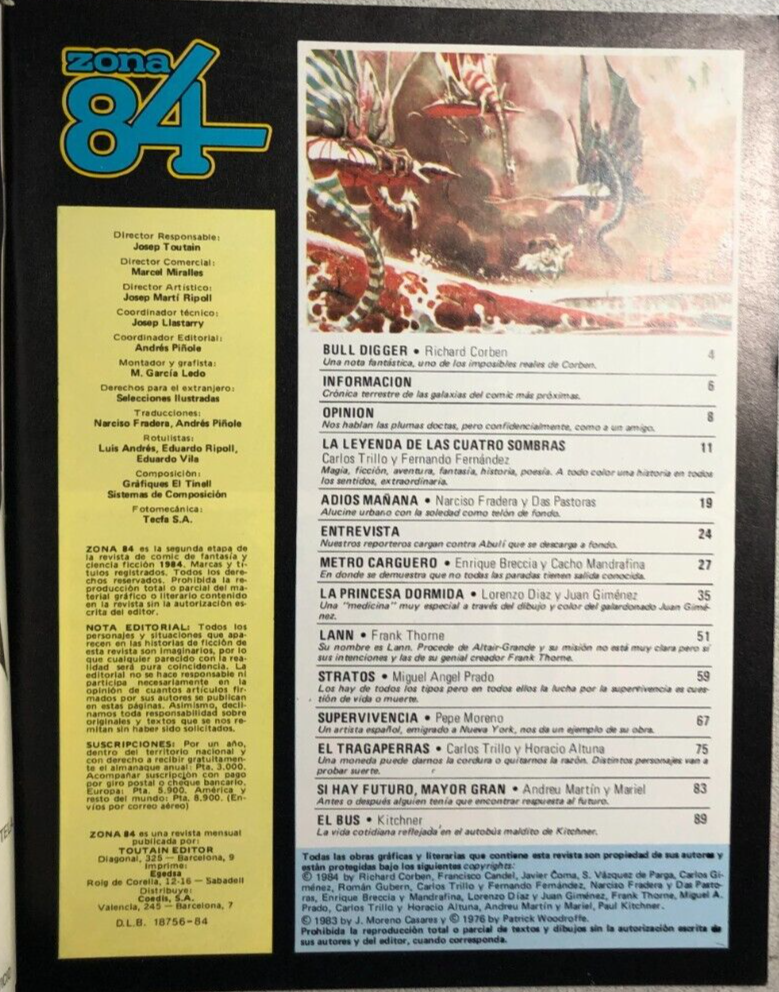 zona
84
Director Responsable:
Josep Toutain
Director Comercial:
Marcel Miralles
Director Artístico:
Josep Martí Ripoll
Coordinador técnico:
Josep Llastarry
Coordinador Editorial:
Andrés Piñole
Montador y grafista:
M. García Ledo
Derechos para el extranjero:
Selecciones Ilustradas
Traducciones:
Narciso Fradera, Andrés Piñole
Rotulistas:
Luis Andrés, Eduardo Ripoll,
Eduardo Vila
Composición:
Gráfiques El Tinell
Sistemas de Composición
Fotomecánica:
Tecfa S.A.
ZONA 84 es la segunda etapa de
la revista de comic de fantasía y
ciencia ficción 1984. Marcas y tí-
tulos registrados. Todos los dere-
chos reservados. Prohibida la re-
producción total o parcial del ma-
terial gráfico o literario contenido
en la revista sin la autorización es-
crita del editor.
NOTA EDITORIAL: Todos los
personajes y situaciones que apa-
recen en las historias de ficción de
esta revista son imaginarios, por lo
que cualquier parecido con la rea-
lidad será pura coincidencia. La
editorial no se hace responsable ni
participa necesariamente en la
opinión de cuantos artículos fir-
mados por sus autores se publican
en estas páginas. Asimismo, decli-
namos toda responsabilidad sobre
originales y textos que se nos re-
mitan sin haber sido solicitados.
SUSCRIPCIONES: Por un año,
dentro del territorio nacional y
con derecho a recibir gratuitamen-
te el almanaque anual: Pta. 3.000.
Acompañar suscripción con pago
por giro postal o cheque bancario.
Europa: Pta. 5.900. América y
resto del mundo: Pta. 8.900. (En-
víos por correo aéreo)
ZONA 84 es una revista mensual
publicada por:
TOUTAIN EDITOR
Diagonal, 325 — Barcelona, 9
Imprime:
Egedsa
Roig de Corella, 12-16 — Sabadell
Distribuye:
Coedis, S.A.
Valencia, 245 — Barcelona, 7
D.L.B. 18756-84
BULL DIGGER • Richard Corben 4
Una nota fantástica, uno de los imposibles reales de Corben.
INFORMACION 6
Crónica terrestre de las galaxias del comic más próximas.
OPINION 8
Nos hablan las plumas doctas, pero confidencialmente, como a un amigo.
LA LEYENDA DE LAS CUATRO SOMBRAS 11
Carlos Trillo y Fernando Fernández
Magia, ficción, aventura, fantasía, historia, poesía. A todo color una historia en todos
los sentidos, extraordinaria.
ADIOS MAÑANA • Narciso Fradera y Das Pastoras 19
Alucine urbano con la soledad como telón de fondo.
ENTREVISTA 24
Nuestros reporteros cargan contra Abulí que se descarga a fondo.
METRO CARGUERO • Enrique Breccia y Cacho Mandrafina 27
En donde se demuestra que no todas las paradas tienen salida conocida.
LA PRINCESA DORMIDA • Lorenzo Díaz y Juan Giménez 35
Una "medicina" muy especial a través del dibujo y color del galardonado Juan Gimé-
nez.
LANN • Frank Thorne 51
Su nombre es Lann. Procede de Altair-Grande y su misión no está muy clara pero sí
sus intenciones y las de su genial creador Frank Thorne.
STRATOS • Miguel Angel Prado 59
Los hay de todos los tipos pero en todos ellos la lucha por la supervivencia es cues-
tión de vida o muerte.
SUPERVIVENCIA • Pepe Moreno 67
Un artista español, emigrado a Nueva York, nos da un ejemplo de su obra.
EL TRAGAPERRAS • Carlos Trillo y Horacio Altuna 75
Una moneda puede darnos la cordura o quitarnos la razón. Distintos personajes van a
probar suerte.
SI HAY FUTURO, MAYOR GRAN • Andreu Martín y Mariel 83
Antes o después alguien tenía que encontrar respuesta al futuro.
EL BUS • Kitchner 89
La vida cotidiana reflejada en el autobús maldito de Kitchner.
Todas las obras gráficas y literarias que contiene esta revista son propiedad de sus autores y
están protegidas bajo los siguientes copyrights:
© 1984 by Richard Corben, Francisco Candel, Javier Coma, S. Vázquez de Parga, Carlos Gi-
ménez, Román Gubern, Carlos Trillo y Fernando Fernández, Narciso Fradera y Das Pasto-
ras, Enrique Breccia y Mandrafina, Lorenzo Díaz y Juan Giménez, Frank Thorne, Miguel A.
Prado, Carlos Trillo y Horacio Altuna, Andreu Martín y Mariel, Paul Kitchner.
© 1983 by J. Moreno Casares y © 1976 by Patrick Woodroffe.
Prohibida la reproducción total o parcial de textos y dibujos sin la autorización escrita de
sus autores y del editor, cuando corresponda.